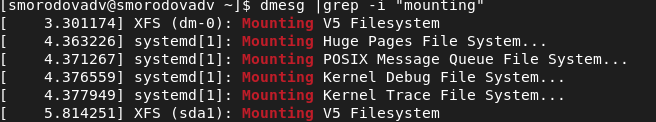 [smorodovadv@smorodovadv ~]$ dmesg |grep -i "mounting"
[    3.301174] XFS (dm-0): Mounting V5 Filesystem
[    4.363226] systemd[1]: Mounting Huge Pages File System...
[    4.371267] systemd[1]: Mounting POSIX Message Queue File System...
[    4.376559] systemd[1]: Mounting Kernel Debug File System...
[    4.377949] systemd[1]: Mounting Kernel Trace File System...
[    5.814251] XFS (sda1): Mounting V5 Filesystem